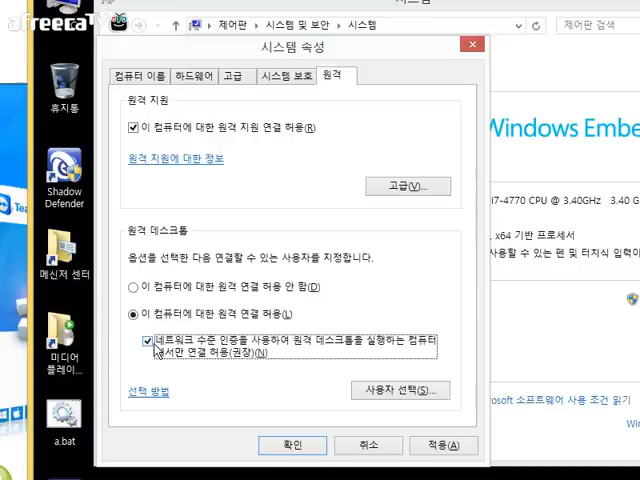 afreecaTV
제어판 › 시스템 및 보안 › 시스템
제어판 검색
시스템 속성
컴퓨터 이름
하드웨어
고급
시스템 보호
원격
원격 지원
이 컴퓨터에 대한 원격 지원 연결 허용(R)
원격 지원에 대한 정보
고급(V)...
원격 데스크톱
옵션을 선택한 다음 연결할 수 있는 사용자를 지정합니다.
이 컴퓨터에 대한 원격 연결 허용 안 함(D)
이 컴퓨터에 대한 원격 연결 허용(L)
네트워크 수준 인증을 사용하여 원격 데스크톱을 실행하는 컴퓨터
에서만 연결 허용(권장)(N)
선택 방법
사용자 선택(S)...
확인
취소
적용(A)
휴지통
Shadow
Defender
메신저 센터
미디어
플레이...
a.bat
Windows Embe
i7-4770 CPU @ 3.40GHz 3.40 G
x64 기반 프로세서
사용할 수 있는 펜 및 터치식 입력이
osoft 소프트웨어 사용 조건 읽기
Win